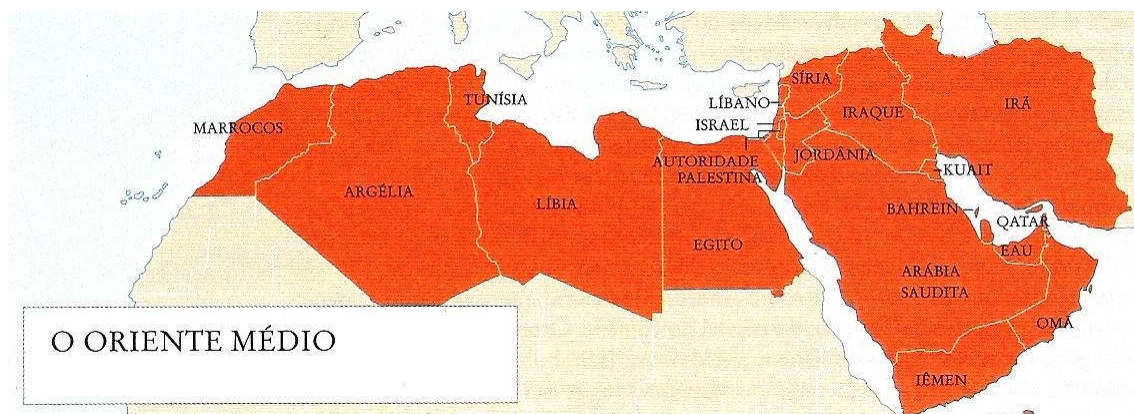 SÍRIA
LÍBANO
IRAQUE
IRÃ
TUNÍSIA
ISRAEL
MARROCOS
AUTORIDADE
PALESTINA
JORDÂNIA
KUAIT
ARGÉLIA
LÍBIA
BAHREIN
QATAR
EGITO
EAU
ARÁBIA
SAUDITA
OMÃ
IÊMEN
O ORIENTE MÉDIO